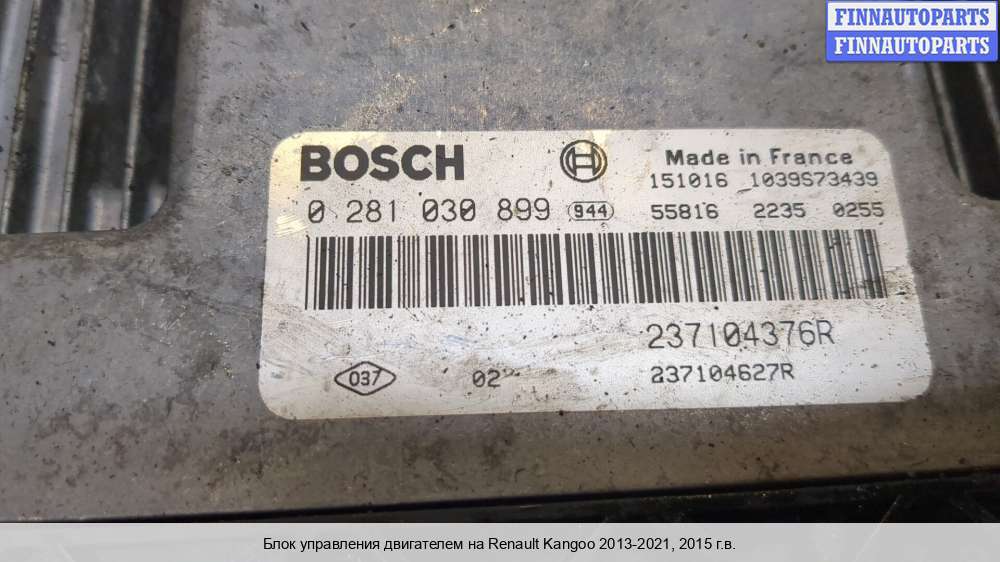 FINNAUTOPARTS
FINNAUTOPARTS
BOSCH
Made in France
151016 1039S73439
0 281 030 899 944
55816 2235 0255
237104376R
037
237104627R
Блок управления двигателем на Renault Kangoo 2013-2021, 2015 г.в.